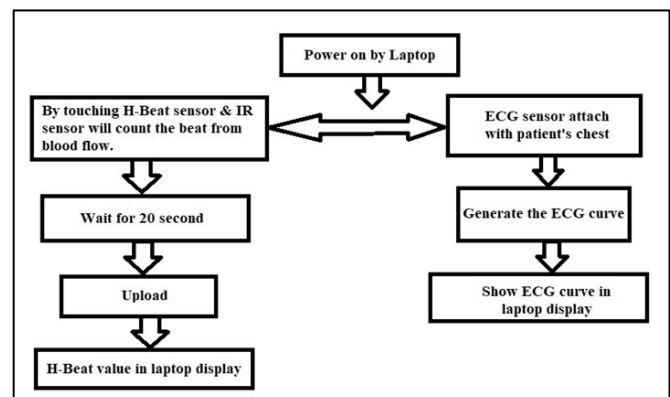 Power on by Laptop
By touching H-Beat sensor & IR
sensor will count the beat from
blood flow.
ECG sensor attach
with patient's chest
Wait for 20 second
Generate the ECG curve
Upload
Show ECG curve in
laptop display
H-Beat value in laptop display